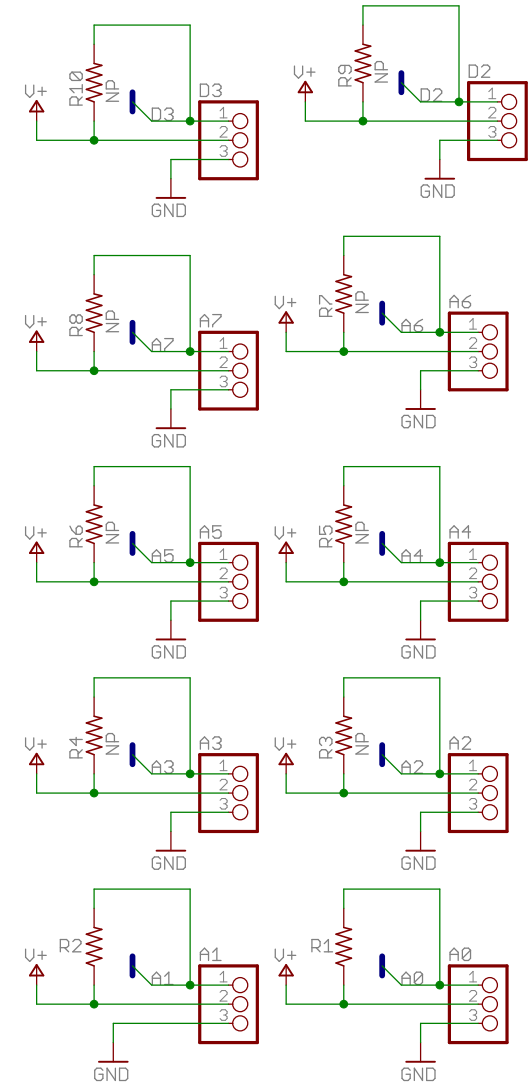 D3
R10
NP
V+
D3
1
2
3
GND
D2
R9
NP
V+
D2
1
2
3
GND
A7
R8
NP
V+
A7
1
2
3
GND
A6
R7
NP
V+
A6
1
2
3
GND
A5
R6
NP
V+
A5
1
2
3
GND
A4
R5
NP
V+
A4
1
2
3
GND
A3
R4
NP
V+
A3
1
2
3
GND
A2
R3
NP
V+
A2
1
2
3
GND
A1
R2
V+
A1
1
2
3
GND
A0
R1
V+
A0
1
2
3
GND